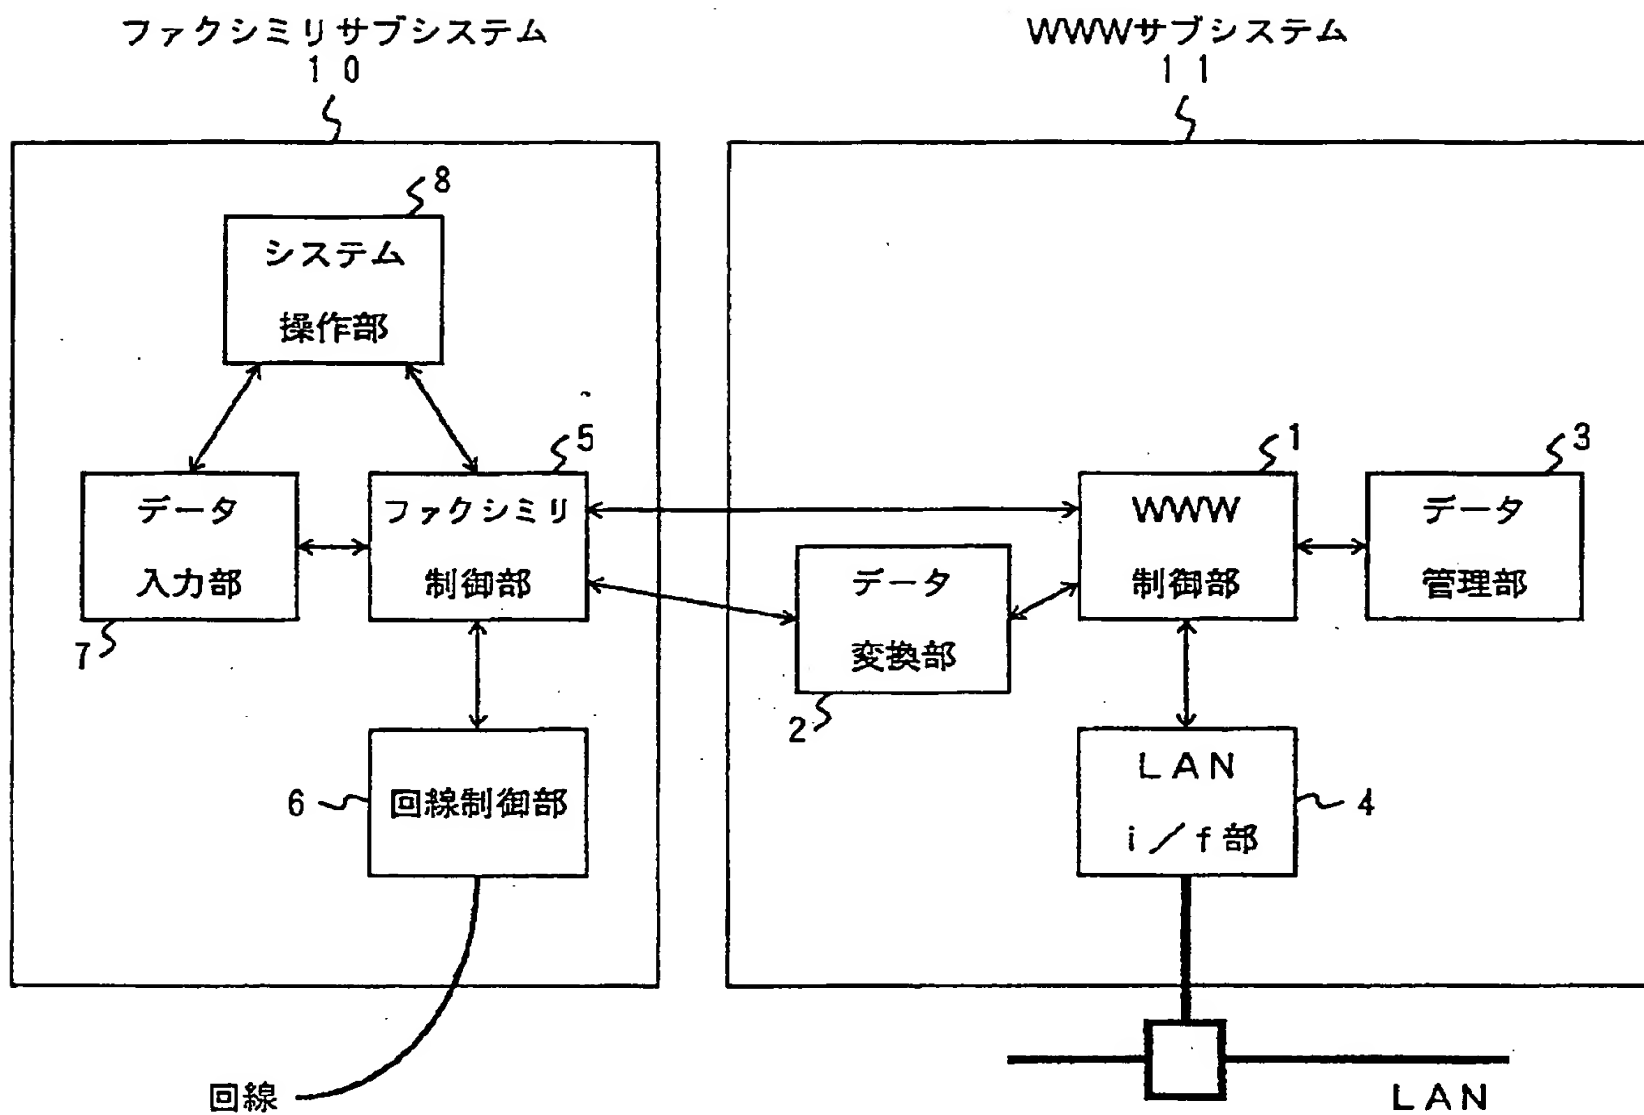 ファクシミリサブシステム
10
WWWサブシステム
11
8
システム
操作部
5
ファクシミリ
制御部
データ
入力部
7
6
回線制御部
回線
1
WWW
制御部
3
データ
管理部
データ
変換部
2
LAN
i/f部
4
LAN